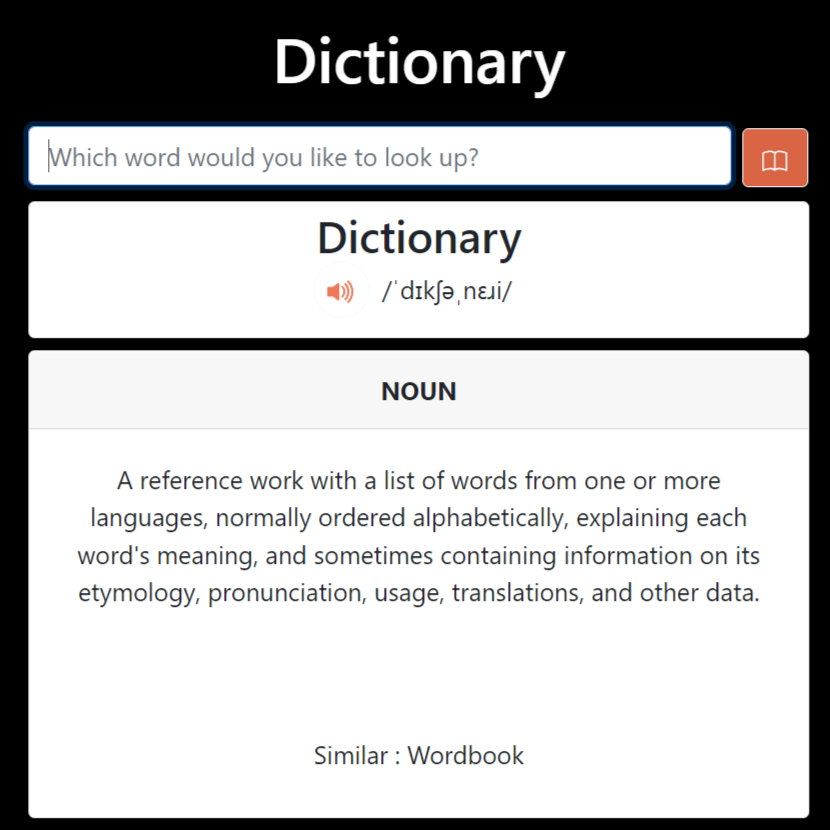 Dictionary
Which word would you like to look up?
Dictionary
/ˈdɪkʃəˌnɛɹi/
NOUN
A reference work with a list of words from one or more
languages, normally ordered alphabetically, explaining each
word's meaning, and sometimes containing information on its
etymology, pronunciation, usage, translations, and other data.
Similar : Wordbook